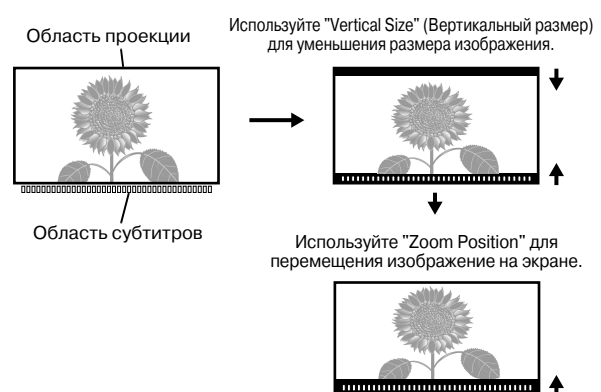 Область проекции
Используйте "Vertical Size" (Вертикальный размер)
для уменьшения размера изображения.
Область субтитров
Используйте "Zoom Position" для
перемещения изображение на экране.